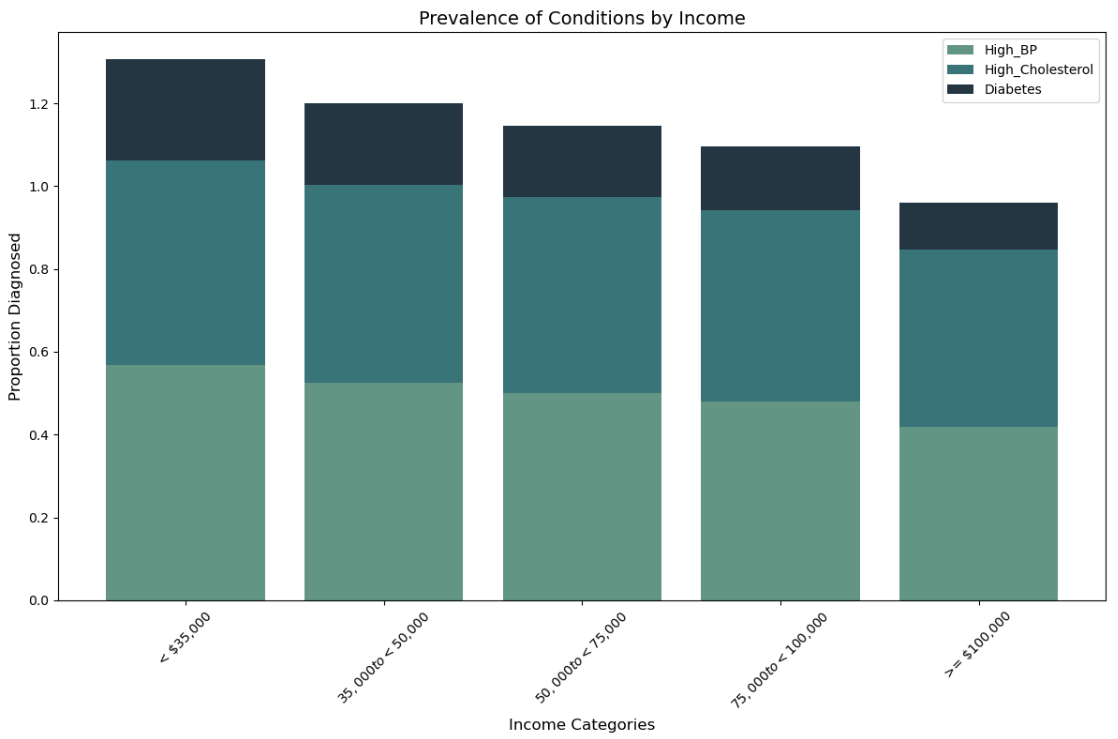 Prevalence of Conditions by Income
High_BP
High_Cholesterol
Diabetes
Proportion Diagnosed
1.2
1.0
0.8
0.6
0.4
0.2
0.0
< $35,000
35,000to < 50,000
50,000to < 75,000
75,000to < 100,000
>= $100,000
Income Categories